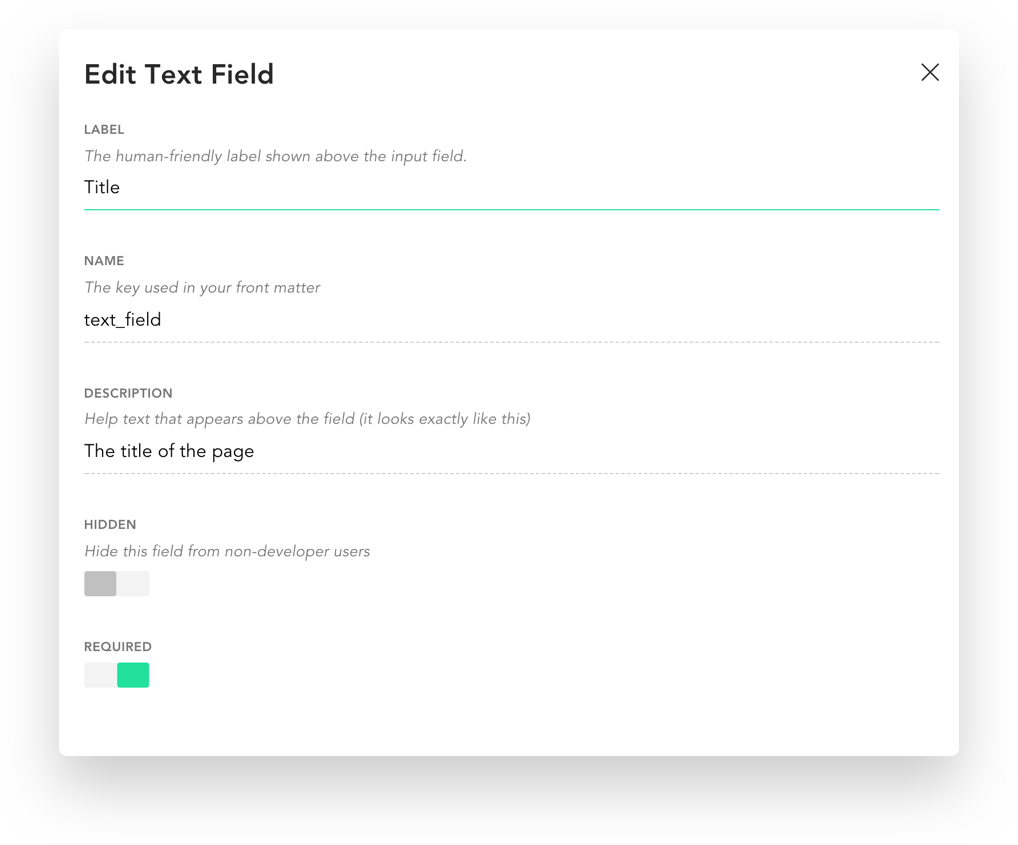 Edit Text Field
LABEL
The human-friendly label shown above the input field.
Title
NAME
The key used in your front matter
text_field
DESCRIPTION
Help text that appears above the field (it looks exactly like this)
The title of the page
HIDDEN
Hide this field from non-developer users
REQUIRED